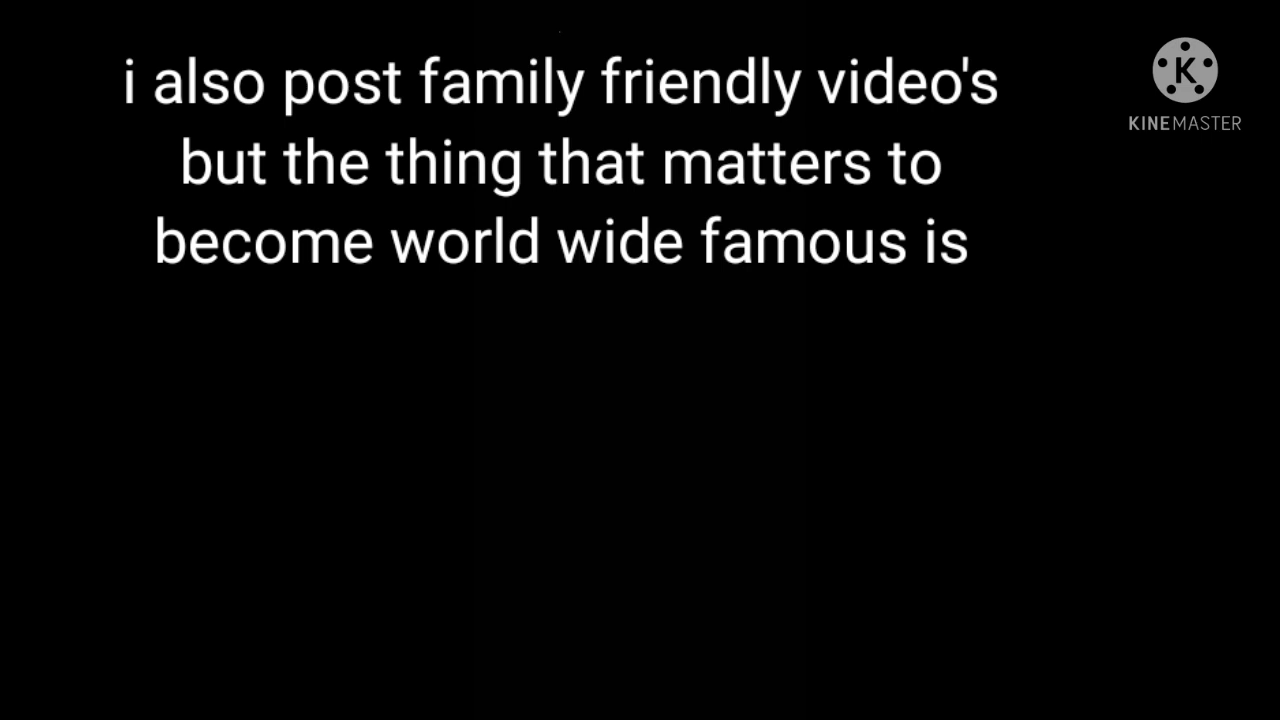 i also post family friendly video's
but the thing that matters to
become world wide famous is
K
KINEMASTER